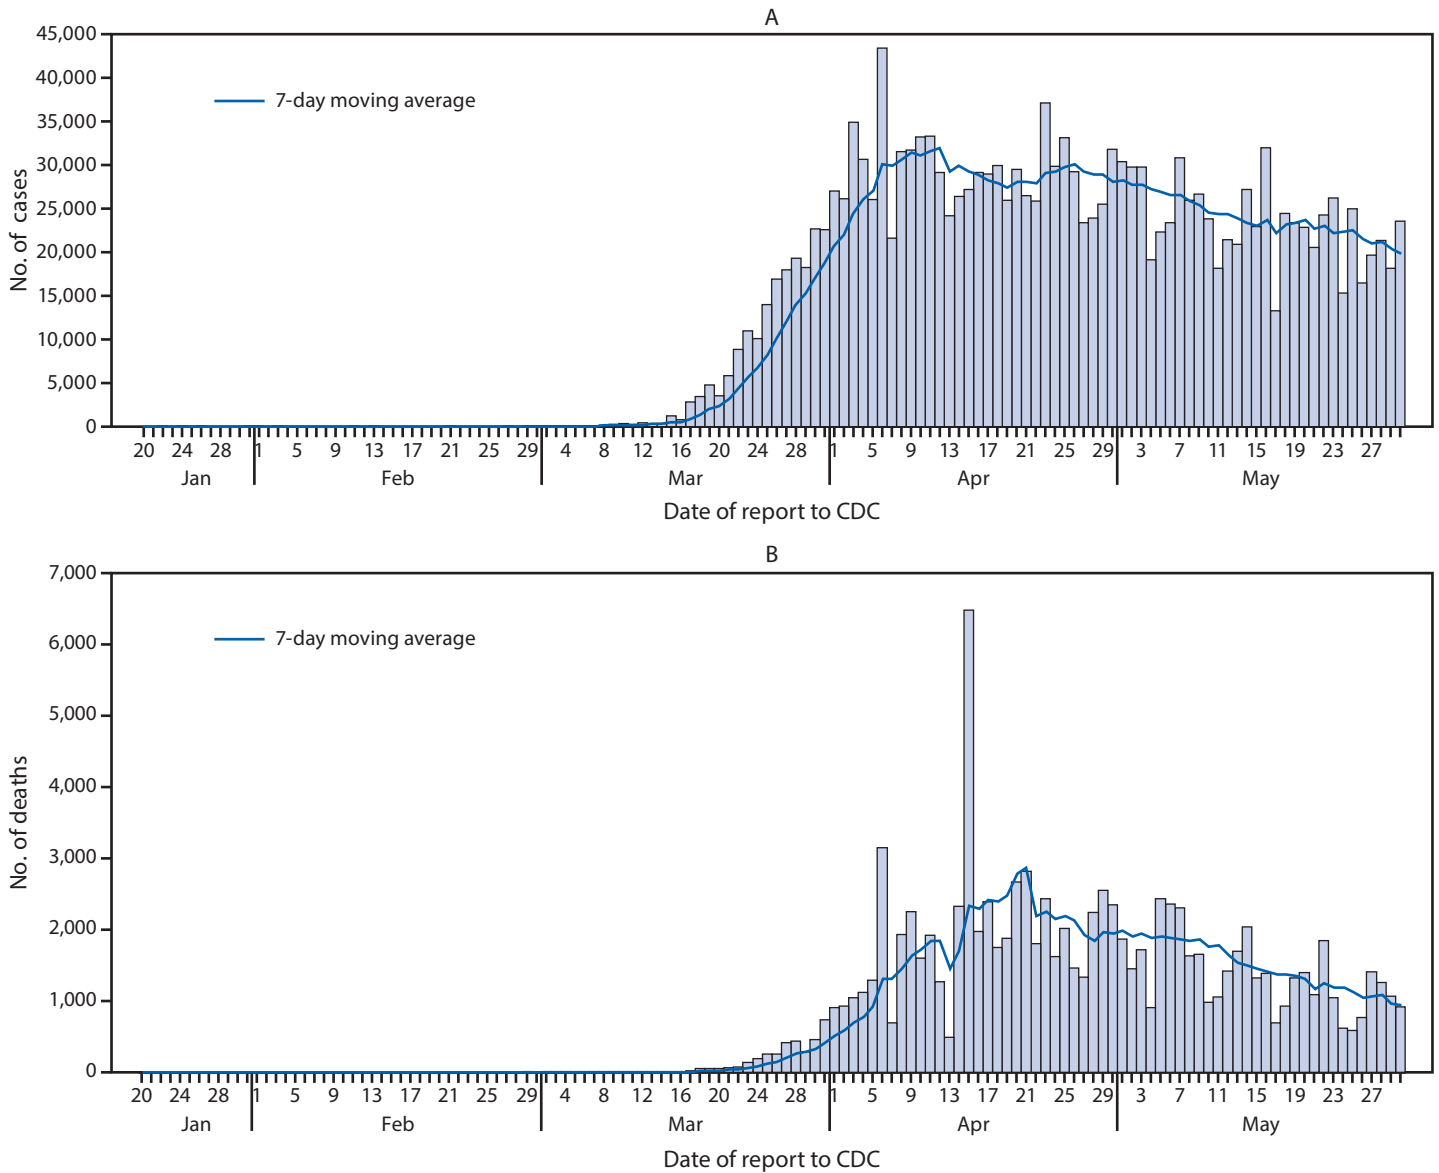 A
45,000
40,000
35,000
30,000
25,000
20,000
15,000
10,000
5,000
0
No. of cases
7-day moving average
20 24 28 1 5 9 13 17 21 25 29 4 8 12 16 20 24 28 1 5 9 13 17 21 25 29 3 7 11 15 19 23 27
Jan Feb Mar Apr May
Date of report to CDC
B
7,000
6,000
5,000
4,000
3,000
2,000
1,000
0
No. of deaths
7-day moving average
20 24 28 1 5 9 13 17 21 25 29 4 8 12 16 20 24 28 1 5 9 13 17 21 25 29 3 7 11 15 19 23 27
Jan Feb Mar Apr May
Date of report to CDC